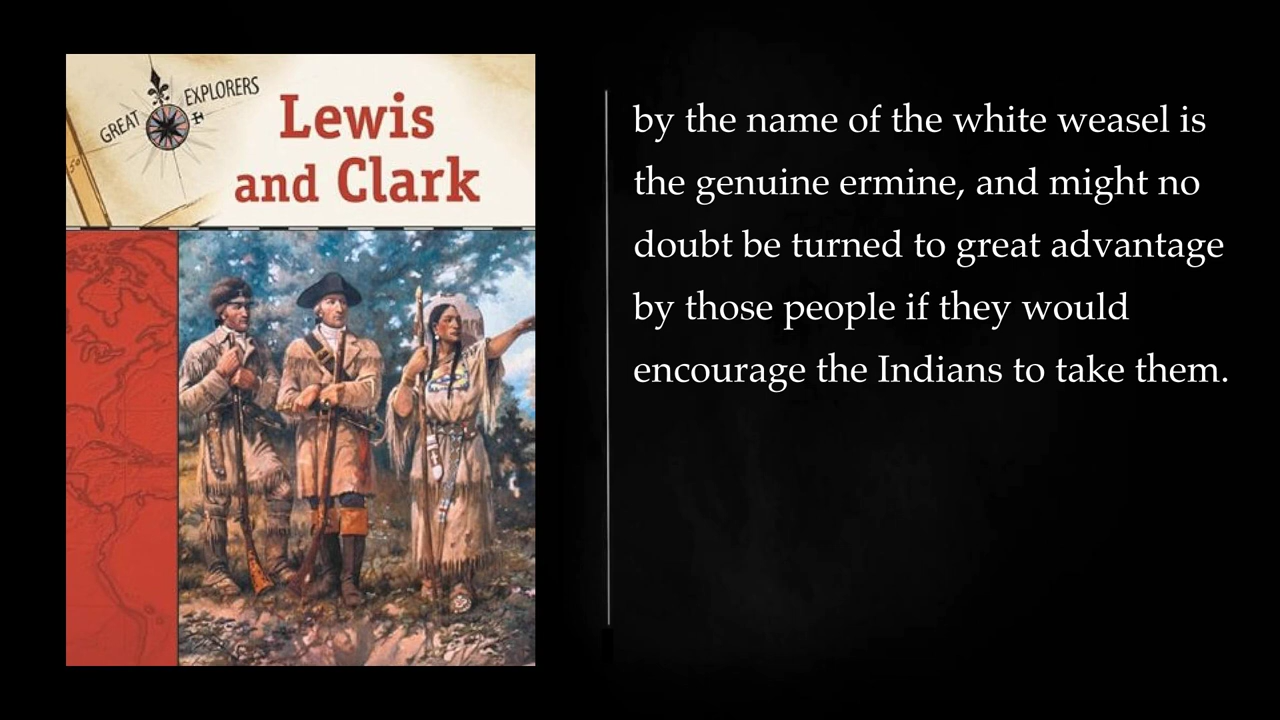 GREAT EXPLORERS
Lewis
and Clark
50
by the name of the white weasel is
the genuine ermine, and might no
doubt be turned to great advantage
by those people if they would
encourage the Indians to take them.